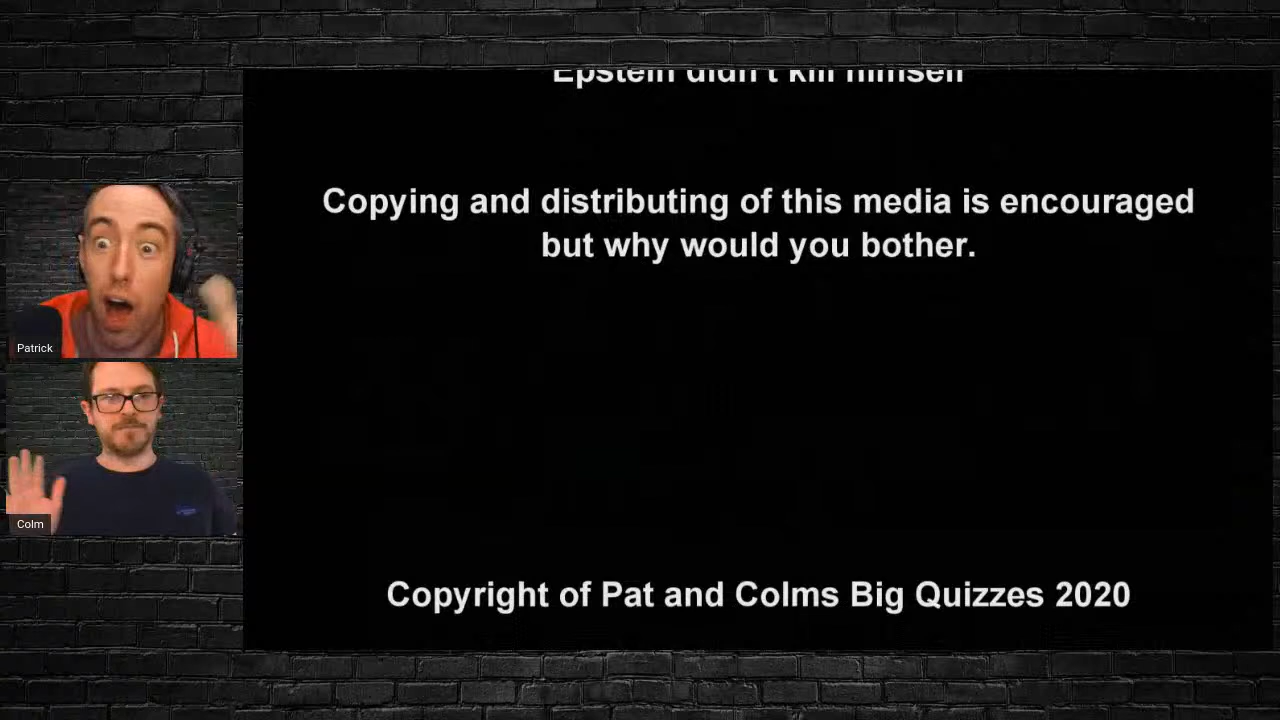 Epstein didn't kill himself
Copying and distributing of this media is encouraged
but why would you bother.
Patrick
Colm
Copyright of Pat and Colms Big Quizzes 2020